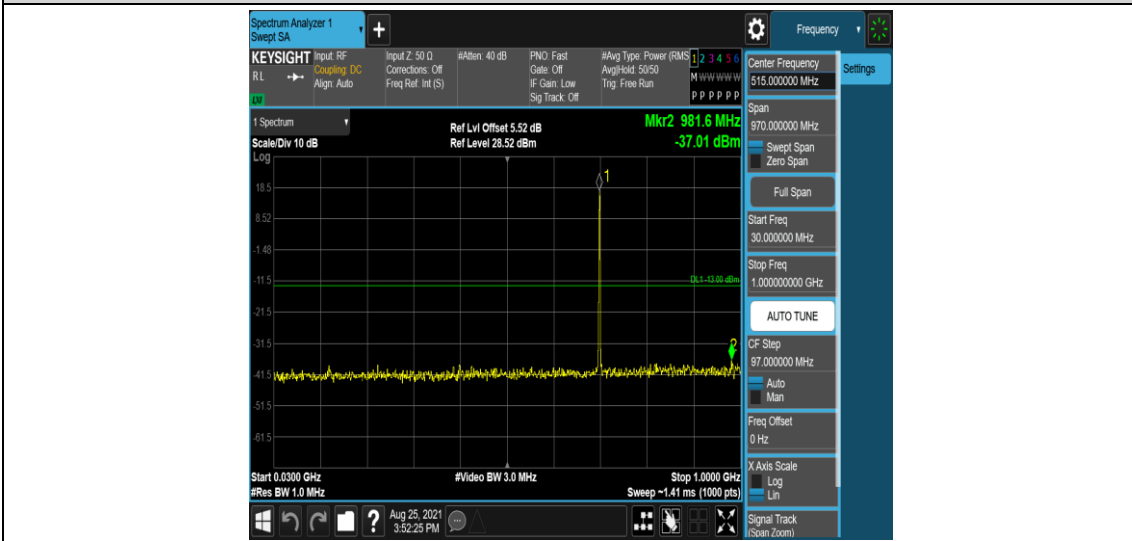 Spectrum Analyzer 1
Swept SA
+
Frequency
KEYSIGHT
R L
LXI
Input: RF
Coupling: DC
Align: Auto
Input Z: 50 Ω
Corrections: Off
Freq Ref: Int (S)
#Atten: 40 dB
PNO: Fast
Gate: Off
IF Gain: Low
Sig Track: Off
#Avg Type: Power (RMS
Avg|Hold: 50/50
Trig: Free Run
1 2 3 4 5 6
M W W W W W
P P P P P P
1 Spectrum
Scale/Div 10 dB
Log
Ref Lvl Offset 5.52 dB
Ref Level 28.52 dBm
Mkr2 981.6 MHz
-37.01 dBm
1
18.5
8.52
-1.48
-11.5
DL1 -13.00 dBm
-21.5
-31.5
2
-41.5
-51.5
-61.5
Start 0.0300 GHz
#Res BW 1.0 MHz
#Video BW 3.0 MHz
Stop 1.0000 GHz
Sweep ~1.41 ms (1000 pts)
Center Frequency
515.000000 MHz
Settings
Span
970.000000 MHz
Swept Span
Zero Span
Full Span
Start Freq
30.000000 MHz
Stop Freq
1.000000000 GHz
AUTO TUNE
CF Step
97.000000 MHz
Auto
Man
Freq Offset
0 Hz
X Axis Scale
Log
Lin
Signal Track
(Span Zoom)
?
Aug 25, 2021
3:52:25 PM